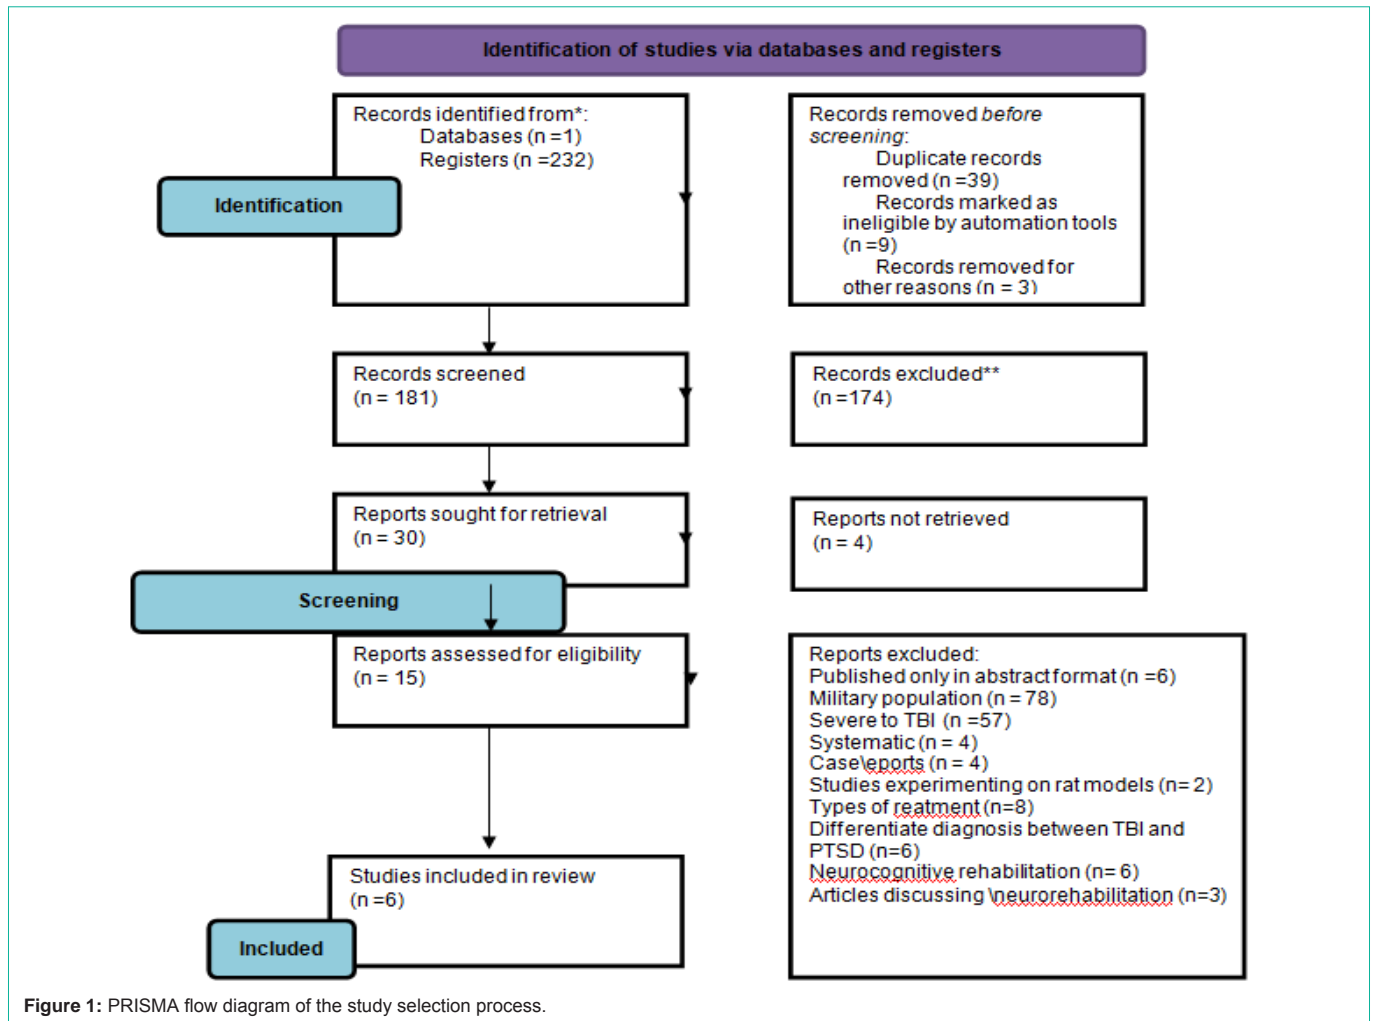 Identification of studies via databases and registers
Records identified from*:
Databases (n =1)
Registers (n =232)
Records removed before
screening:
Duplicate records
removed (n =39)
Records marked as
ineligible by automation tools
(n =9)
Records removed for
other reasons (n = 3)
Identification
Records screened
(n = 181)
Records excluded**
(n =174)
Reports sought for retrieval
(n = 30)
Reports not retrieved
(n = 4)
Screening
Reports assessed for eligibility
(n = 15)
Reports excluded:
Published only in abstract format (n =6)
Military population (n = 78)
Severe to TBI (n =57)
Systematic (n = 4)
Case\eports (n = 4)
Studies experimenting on rat models (n= 2)
Types of reatment (n=8)
Differentiate diagnosis between TBI and
PTSD (n=6)
Neurocognitive rehabilitation (n= 6)
Articles discussing \neurorehabilitation (n=3)
Studies included in review
(n =6)
Included
Figure 1: PRISMA flow diagram of the study selection process.